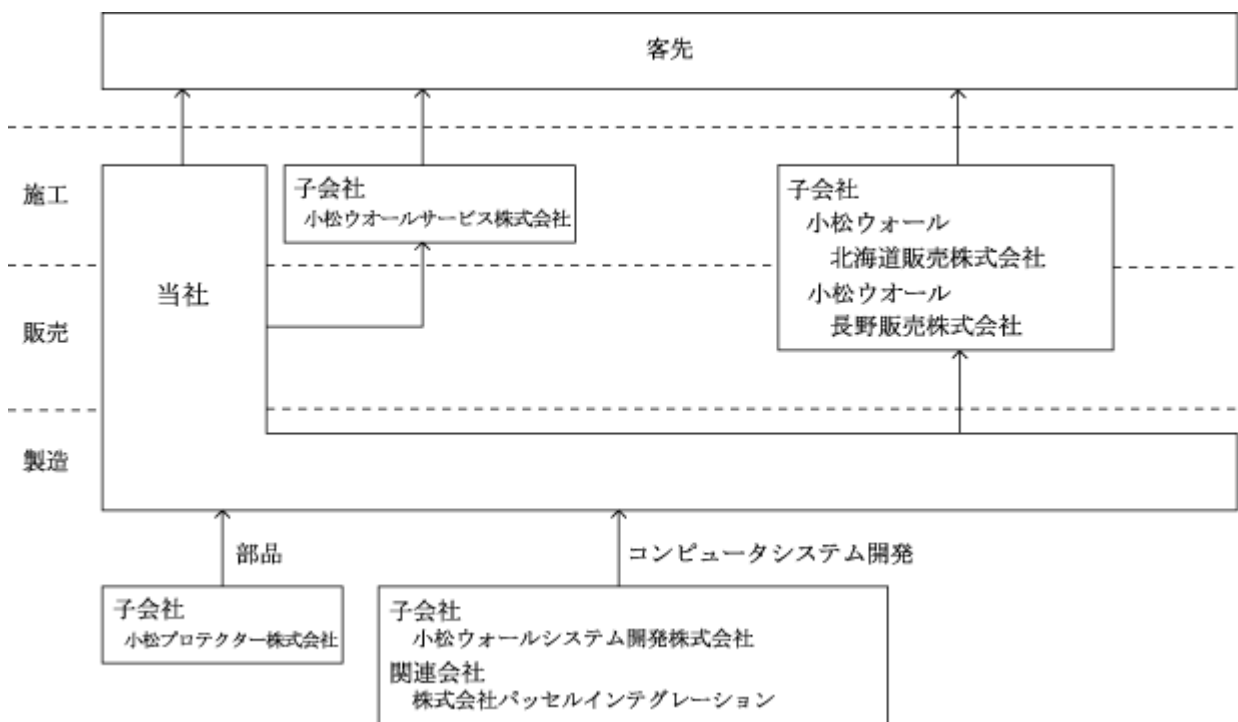 客先
施工
子会社
小松ウオールサービス株式会社
子会社
小松ウォール
北海道販売株式会社
小松ウオール
長野販売株式会社
当社
販売
製造
部品
コンピュータシステム開発
子会社
小松プロテクター株式会社
子会社
小松ウォールシステム開発株式会社
関連会社
株式会社パッセルインテグレーション